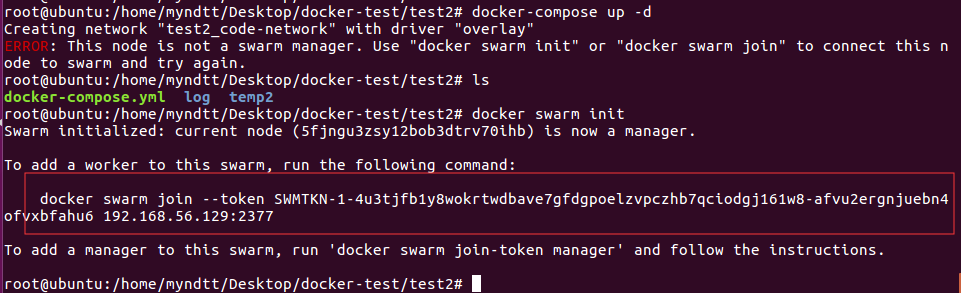 root@ubuntu:/home/myndtt/Desktop/docker-test/test2# docker-compose up -d
Creating network "test2_code-network" with driver "overlay"
ERROR: This node is not a swarm manager. Use "docker swarm init" or "docker swarm join" to connect this n
ode to swarm and try again.
root@ubuntu:/home/myndtt/Desktop/docker-test/test2# ls
docker-compose.yml  log  temp2
root@ubuntu:/home/myndtt/Desktop/docker-test/test2# docker swarm init
Swarm initialized: current node (5fjngu3zsy12bob3dtrv70ihb) is now a manager.
To add a worker to this swarm, run the following command:
    docker swarm join --token SWMTKN-1-4u3tjfb1y8wokrtwdbave7gfdgpoelzvpczhb7qciodgj161w8-afvu2ergnjuebn4
ofvxbfahu6 192.168.56.129:2377
To add a manager to this swarm, run 'docker swarm join-token manager' and follow the instructions.
root@ubuntu:/home/myndtt/Desktop/docker-test/test2#